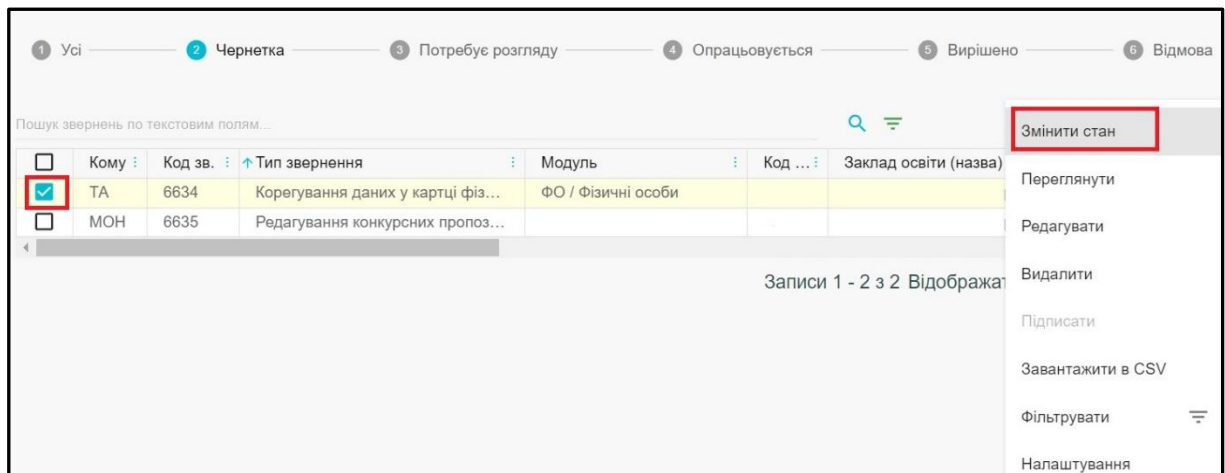 1 Усі 2 Чернетка 3 Потребує розгляду 4 Опрацьовується 5 Вирішено 6 Відмова
Пошук звернень по текстовим полям...
Змінити стан
Кому Код зв. Тип звернення Модуль Код ... Заклад освіти (назва)
Переглянути
ТА 6634 Корегування даних у картці фіз... ФО / Фізичні особи
МОН 6635 Редагування конкурсних пропоз...
Редагувати
Записи 1 - 2 з 2 Відображат
Видалити
Підписати
Завантажити в CSV
Фільтрувати
Налаштування